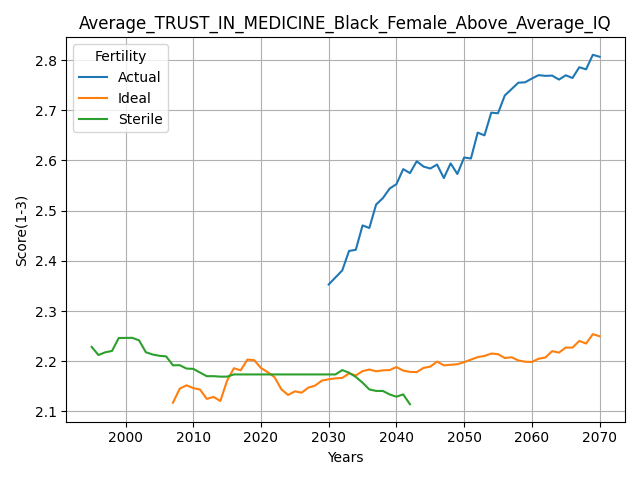 Average_TRUST_IN_MEDICINE_Black_Female_Above_Average_IQ
Fertility
Actual
Ideal
Sterile
Score(1-3)
2.8
2.7
2.6
2.5
2.4
2.3
2.2
2.1
2000 2010 2020 2030 2040 2050 2060 2070
Years